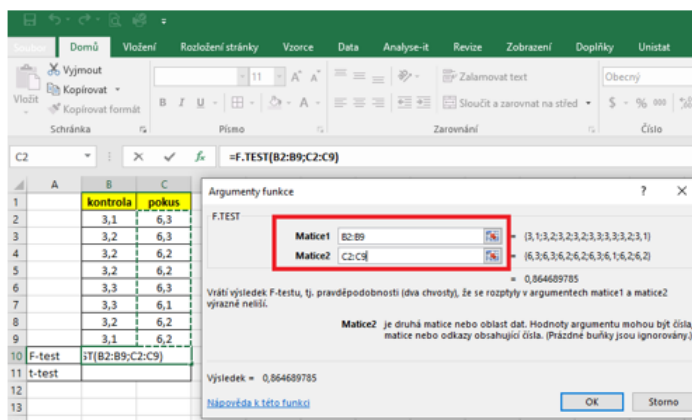 Soubor Domů Vložení Rozložení stránky Vzorce Data Analyse-it Revize Zobrazení Doplňky Unistat
Vyjmout
Kopírovat
Kopírovat formát
Vložit
Schránka
11 A A
B I U A
Písmo
Zalamovat text
Sloučit a zarovnat na střed
Zarovnání
Obecný
$ - % 000
Číslo
C2 fx =F.TEST(B2:B9;C2:C9)
A B C
1 kontrola pokus
2 3,1 6,3
3 3,2 6,3
4 3,2 6,2
5 3,2 6,2
6 3,3 6,3
7 3,3 6,1
8 3,2 6,2
9 3,1 6,2
10 F-test ST(B2:B9;C2:C9)
11 t-test
12
13
Argumenty funkce ? ×
F.TEST
Matice1 B2:B9 = {3,1;3,2;3,2;3,2;3,3;3,3;3,2;3,1}
Matice2 C2:C9 = {6,3;6,3;6,2;6,2;6,3;6,1;6,2;6,2}
= 0,864689785
Vrátí výsledek F-testu, tj. pravděpodobnosti (dva chvosty), že se rozptyly v argumentech matice1 a matice2
výrazně neliší.
Matice2 je druhá matice nebo oblast dat. Hodnoty argumentu mohou být čísla,
matice nebo odkazy obsahující čísla. (Prázdné buňky jsou ignorovány.)
Výsledek = 0,864689785
Nápověda k této funkci
OK Storno